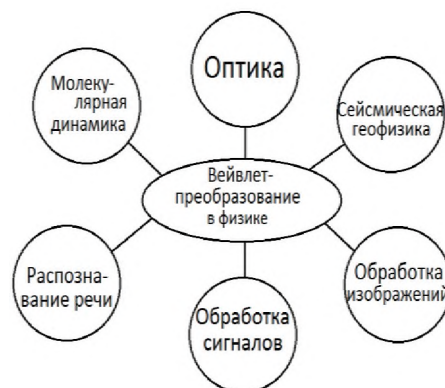 Оптика
Молеку-
лярная
динамика
Сейсмическая
геофизика
Вейвлет-
преобразование
в физике
Распозна-
вание речи
Обработка
сигналов
Обработка
изображений